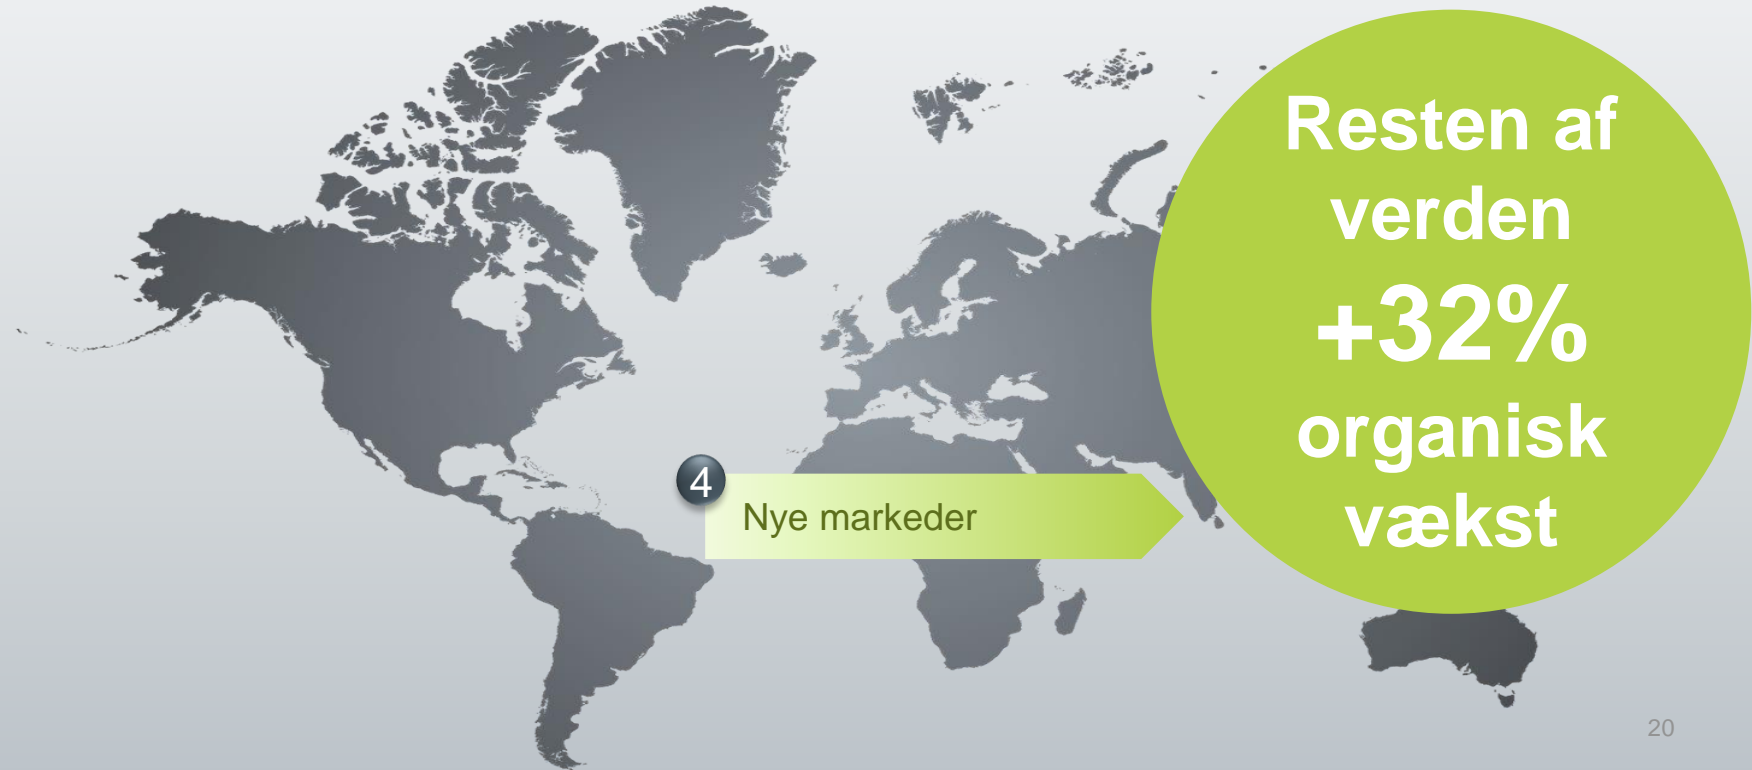 Resten af
verden
+32%
organisk
vækst
4
Nye markeder
20